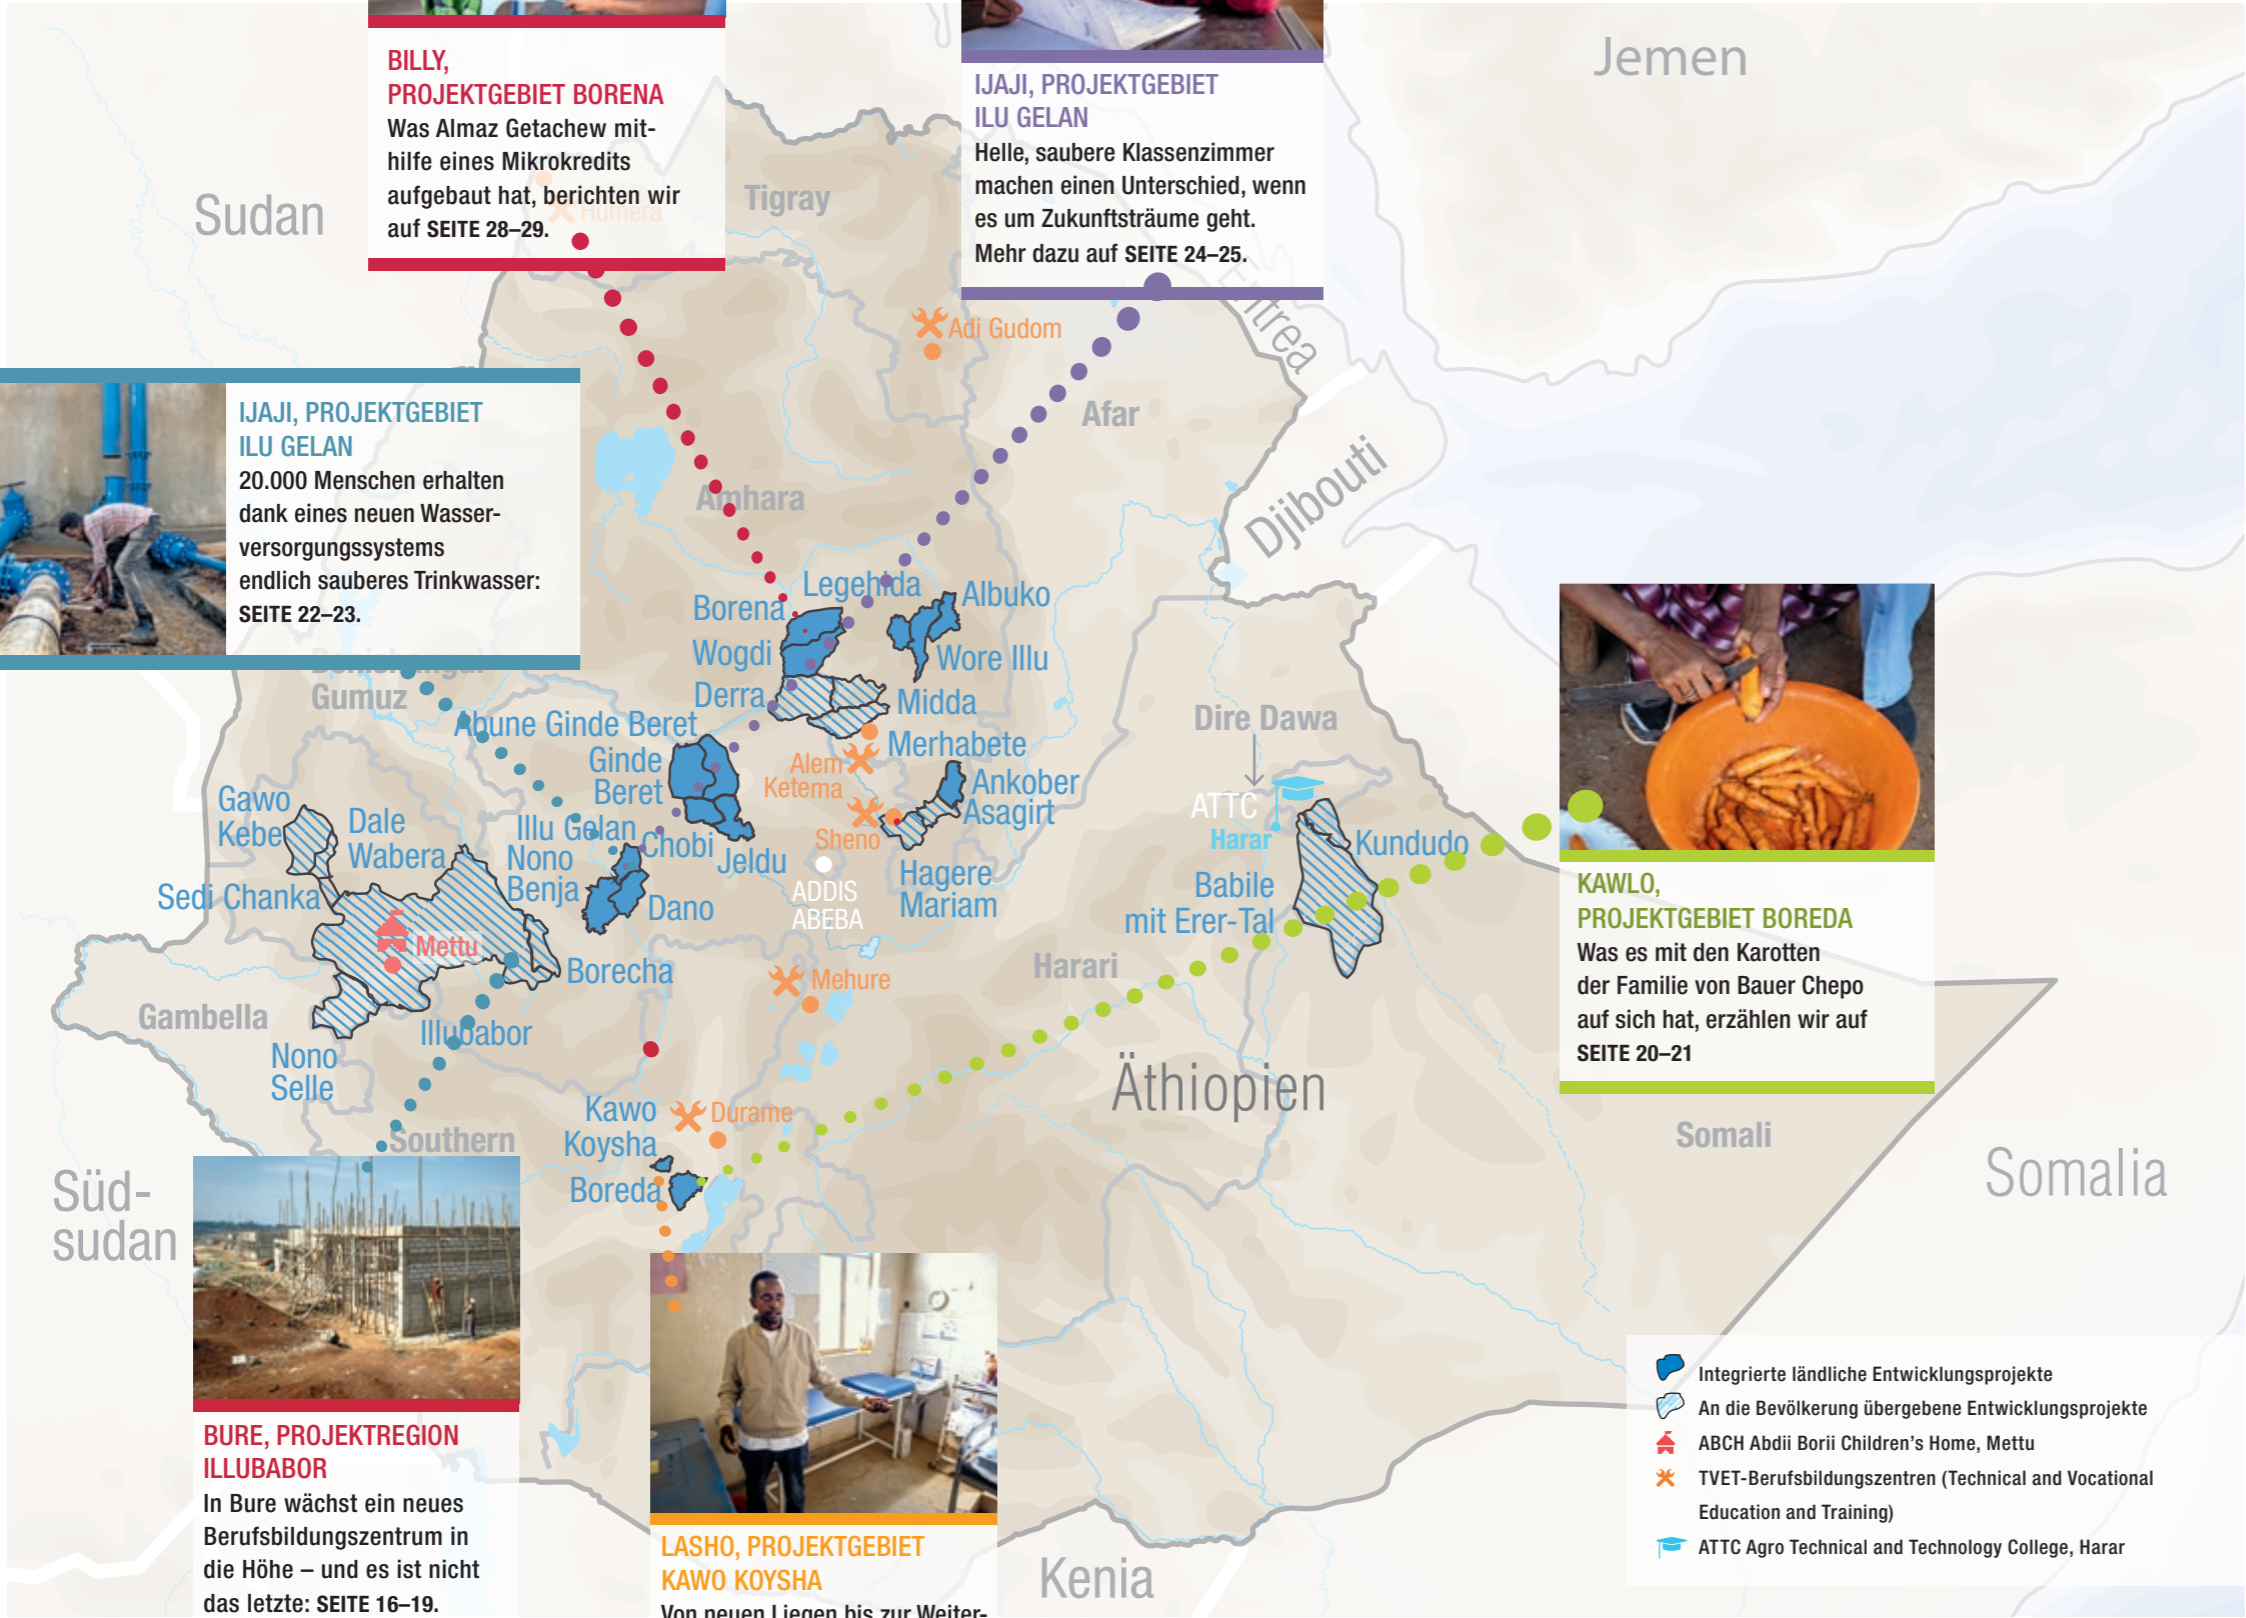 BILLY,
PROJEKTGEBIET BORENA
Was Almaz Getachew mit-
hilfe eines Mikrokredits
aufgebaut hat, berichten wir
auf SEITE 28–29.
Humera
IJAJI, PROJEKTGEBIET
ILU GELAN
Helle, saubere Klassenzimmer
machen einen Unterschied, wenn
es um Zukunftsträume geht.
Mehr dazu auf SEITE 24–25.
Jemen
Sudan
Tigray
Eritrea
Adi Gudom
Afar
IJAJI, PROJEKTGEBIET
ILU GELAN
20.000 Menschen erhalten
dank eines neuen Wasser-
versorgungssystems
endlich sauberes Trinkwasser:
SEITE 22–23.
Amhara
Djibouti
Legehida
Albuko
Borena
Wogdi
Wore Illu
Derra
Midda
Benishangul
Gumuz
Abune Ginde Beret
Merhabete
Dire Dawa
Ginde
Beret
Alem
Ketema
Ankober
Asagirt
Gawo
Kebe
Dale
Wabera
Illu Gelan
Chobi
Sheno
ATTC
Harar
Kundudo
Nono
Benja
Jeldu
ADDIS
ABEBA
Hagere
Mariam
Babile
mit Erer-Tal
Sedi Chanka
Dano
Mettu
Borecha
Mehure
Harari
Gambella
Illubabor
Nono
Selle
Äthiopien
KAWLO,
PROJEKTGEBIET BOREDA
Was es mit den Karotten
der Familie von Bauer Chepo
auf sich hat, erzählen wir auf
SEITE 20–21
Kawo
Koysha
Durame
Southern
Boreda
Somali
Somalia
Süd-
sudan
BURE, PROJEKTREGION
ILLUBABOR
In Bure wächst ein neues
Berufsbildungszentrum in
die Höhe – und es ist nicht
das letzte: SEITE 16–19.
LASHO, PROJEKTGEBIET
KAWO KOYSHA
Von neuen Liegen bis zur Weiter-
Kenia
Integrierte ländliche Entwicklungsprojekte
An die Bevölkerung übergebene Entwicklungsprojekte
ABCH Abdii Borii Children's Home, Mettu
TVET-Berufsbildungszentren (Technical and Vocational
Education and Training)
ATTC Agro Technical and Technology College, Harar